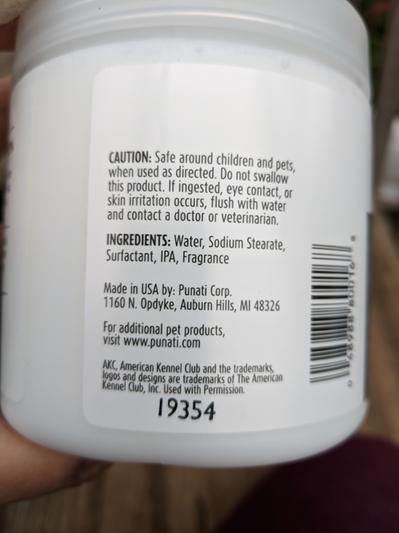 CAUTION: Safe around children and pets,
when used as directed. Do not swallow
this product. If ingested, eye contact, or
skin irritation occurs, flush with water
and contact a doctor or veterinarian.
INGREDIENTS: Water, Sodium Stearate,
Surfactant, IPA, Fragrance
Made in USA by: Punati Corp.
1160 N. Opdyke, Auburn Hills, MI 48326
For additional pet products,
visit www.punati.com
AKC, American Kennel Club and the trademarks,
logos and designs are trademarks of The American
Kennel Club, Inc. Used with Permission.
19354